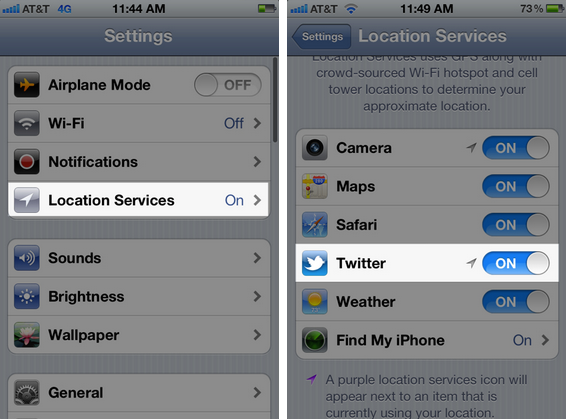 AT&T 4G 11:44 AM
Settings
Airplane Mode OFF
Wi-Fi Off
Notifications
Location Services On
Sounds
Brightness
Wallpaper
General
AT&T 11:49 AM 73%
Settings Location Services
Location Services uses GPS along with
crowd-sourced Wi-Fi hotspot and cell
tower locations to determine your
approximate location.
Camera ON
Maps ON
Safari ON
Twitter ON
Weather ON
Find My iPhone On
A purple location services icon will
appear next to an item that is
currently using your location.